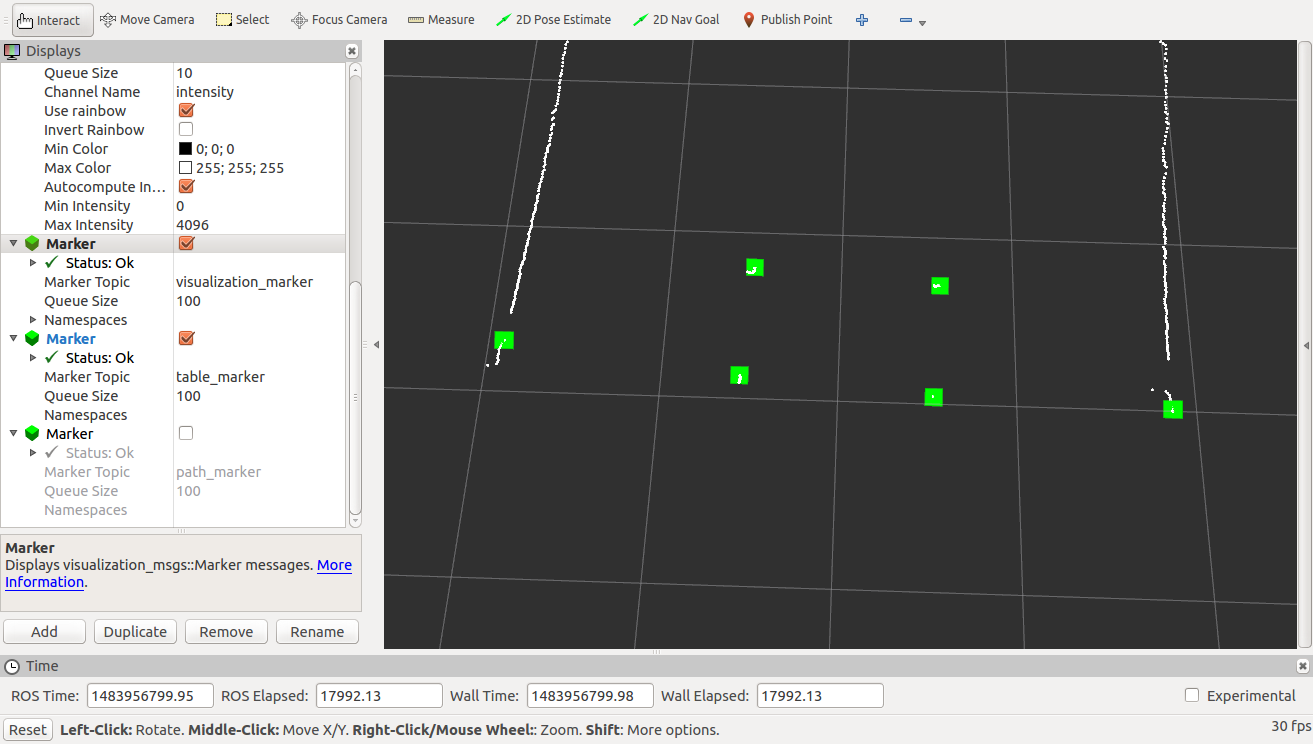 Interact Move Camera Select Focus Camera Measure 2D Pose Estimate 2D Nav Goal Publish Point
Displays
Queue Size 10
Channel Name intensity
Use rainbow
Invert Rainbow
Min Color 0; 0; 0
Max Color 255; 255; 255
Autocompute In...
Min Intensity 0
Max Intensity 4096
Marker
Status: Ok
Marker Topic visualization_marker
Queue Size 100
Namespaces
Marker
Status: Ok
Marker Topic table_marker
Queue Size 100
Namespaces
Marker
Status: Ok
Marker Topic path_marker
Queue Size 100
Namespaces
Marker
Displays visualization_msgs::Marker messages. More
Information.
Add Duplicate Remove Rename
Time
ROS Time: 1483956799.95 ROS Elapsed: 17992.13 Wall Time: 1483956799.98 Wall Elapsed: 17992.13 Experimental
Reset Left-Click: Rotate. Middle-Click: Move X/Y. Right-Click/Mouse Wheel:: Zoom. Shift: More options. 30 fps